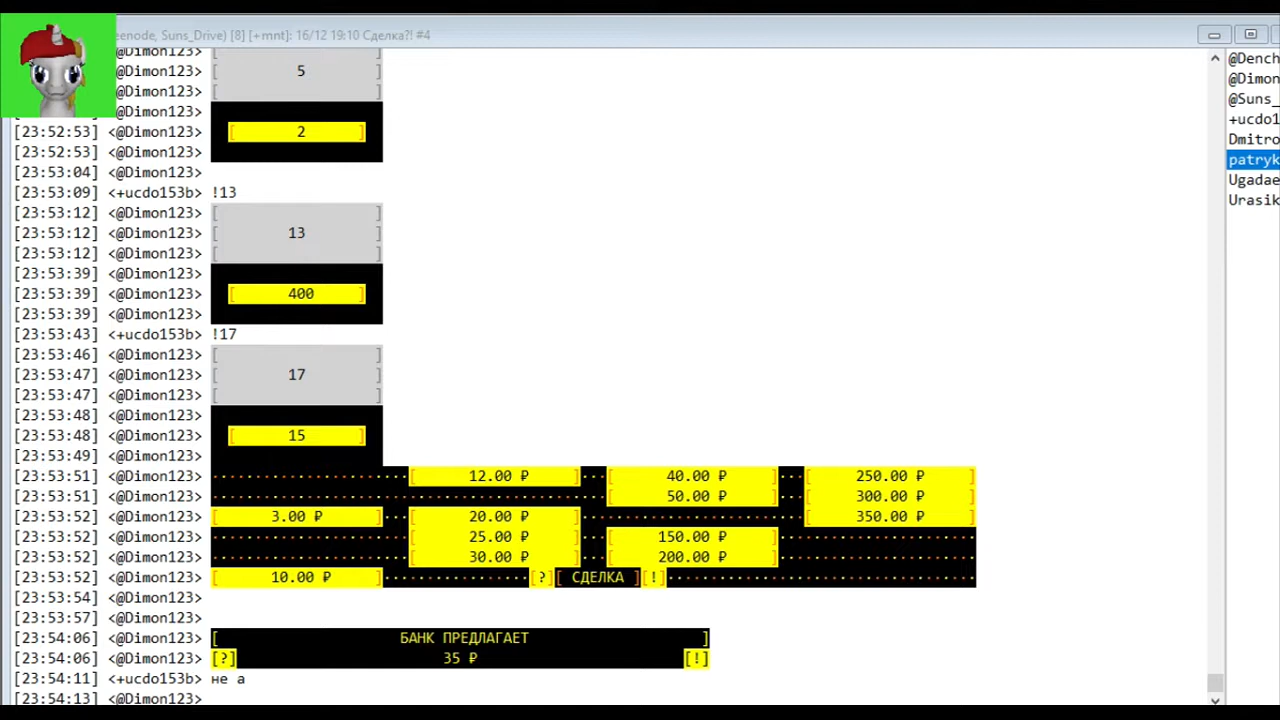 eenode, Suns_Drive) [8] [+mnt]: 16/12 19:10 Сделка?! #4
<@Dimon123> [ ]
@Dench
<@Dimon123> [ 5 ]
@Dimon
<@Dimon123> [ ]
@Suns_
<@Dimon123>
+ucdo1
[23:52:53] <@Dimon123> [ 2 ]
Dmitro
[23:52:53] <@Dimon123>
patryk
[23:53:04] <@Dimon123>
Ugadae
[23:53:09] <+ucdo153b> !13
Urasik
[23:53:12] <@Dimon123> [ ]
[23:53:12] <@Dimon123> [ 13 ]
[23:53:12] <@Dimon123> [ ]
[23:53:39] <@Dimon123>
[23:53:39] <@Dimon123> [ 400 ]
[23:53:39] <@Dimon123>
[23:53:43] <+ucdo153b> !17
[23:53:46] <@Dimon123> [ ]
[23:53:47] <@Dimon123> [ 17 ]
[23:53:47] <@Dimon123> [ ]
[23:53:48] <@Dimon123>
[23:53:48] <@Dimon123> [ 15 ]
[23:53:49] <@Dimon123>
[23:53:51] <@Dimon123> [ 12.00 ₽ ]···[ 40.00 ₽ ]···[ 250.00 ₽ ]
[23:53:51] <@Dimon123> [ 50.00 ₽ ]···[ 300.00 ₽ ]
[23:53:52] <@Dimon123> [ 3.00 ₽ ]···[ 20.00 ₽ ]···[ 350.00 ₽ ]
[23:53:52] <@Dimon123> [ 25.00 ₽ ]···[ 150.00 ₽ ]
[23:53:52] <@Dimon123> [ 30.00 ₽ ]···[ 200.00 ₽ ]
[23:53:52] <@Dimon123> [ 10.00 ₽ ]···[?][ СДЕЛКА ][!]
[23:53:54] <@Dimon123>
[23:53:57] <@Dimon123>
[23:54:06] <@Dimon123> [ БАНК ПРЕДЛАГАЕТ ]
[23:54:06] <@Dimon123> [?] 35 ₽ [!]
[23:54:11] <+ucdo153b> не а
[23:54:13] <@Dimon123>